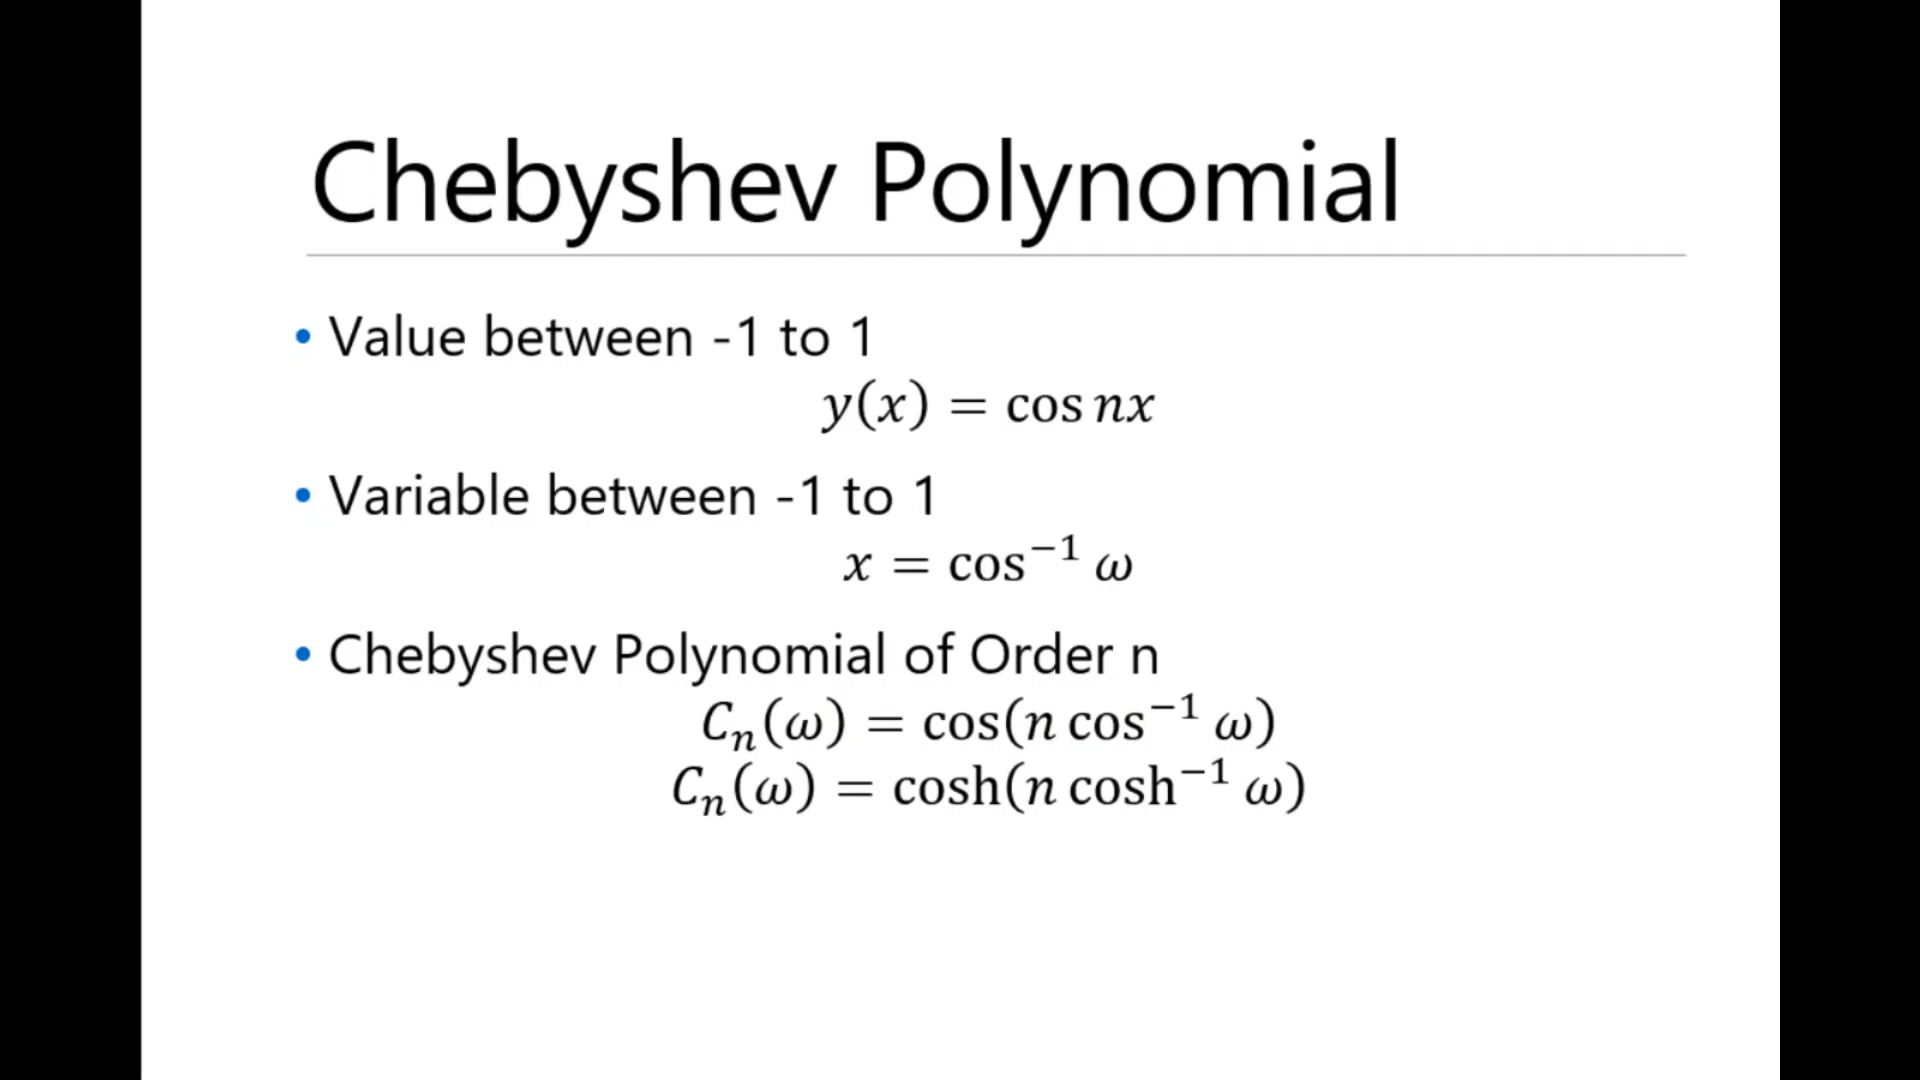 Chebyshev Polynomial
• Value between -1 to 1
y(x) = cos nx
• Variable between -1 to 1
x = cos⁻¹ ω
• Chebyshev Polynomial of Order n
Cₙ(ω) = cos(n cos⁻¹ ω)
Cₙ(ω) = cosh(n cosh⁻¹ ω)